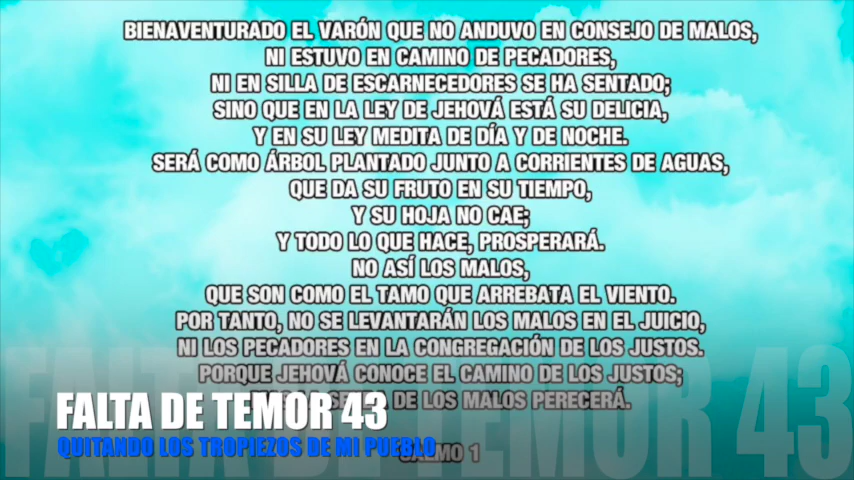 BIENAVENTURADO EL VARÓN QUE NO ANDUVO EN CONSEJO DE MALOS,
NI ESTUVO EN CAMINO DE PECADORES,
NI EN SILLA DE ESCARNECEDORES SE HA SENTADO;
SINO QUE EN LA LEY DE JEHOVÁ ESTÁ SU DELICIA,
Y EN SU LEY MEDITA DE DÍA Y DE NOCHE.
SERÁ COMO ÁRBOL PLANTADO JUNTO A CORRIENTES DE AGUAS,
QUE DA SU FRUTO EN SU TIEMPO,
Y SU HOJA NO CAE;
Y TODO LO QUE HACE, PROSPERARÁ.
NO ASÍ LOS MALOS,
QUE SON COMO EL TAMO QUE ARREBATA EL VIENTO.
POR TANTO, NO SE LEVANTARÁN LOS MALOS EN EL JUICIO,
NI LOS PECADORES EN LA CONGREGACIÓN DE LOS JUSTOS.
PORQUE JEHOVÁ CONOCE EL CAMINO DE LOS JUSTOS;
DE LOS MALOS PERECERÁ.
FALTA DE TEMOR 43
FALTA DE TEMOR 43
QUITANDO LOS TROPIEZOS DE MI PUEBLO
SALMO 1